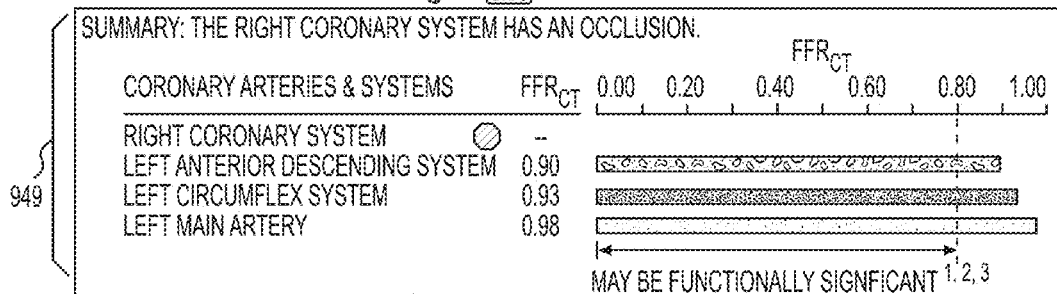 SUMMARY: THE RIGHT CORONARY SYSTEM HAS AN OCCLUSION.
FFRCT
CORONARY ARTERIES & SYSTEMS FFRCT 0.00 0.20 0.40 0.60 0.80 1.00
RIGHT CORONARY SYSTEM --
LEFT ANTERIOR DESCENDING SYSTEM 0.90
949 LEFT CIRCUMFLEX SYSTEM 0.93
LEFT MAIN ARTERY 0.98
MAY BE FUNCTIONALLY SIGNFICANT 1, 2, 3